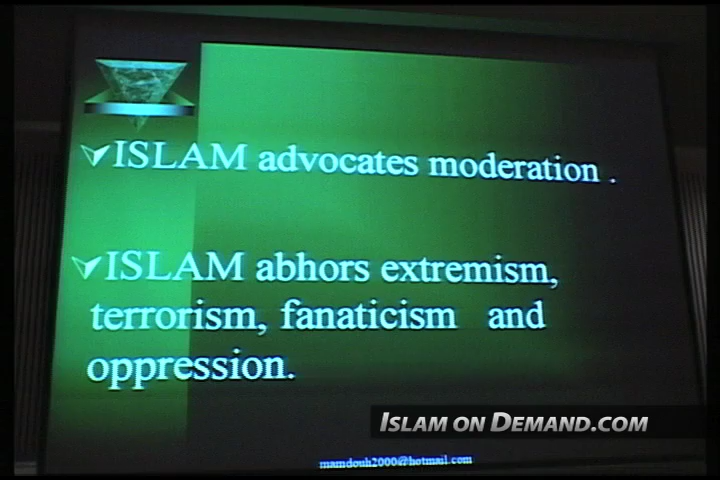 ISLAM advocates moderation .
ISLAM abhors extremism,
terrorism, fanaticism and
oppression.
ISLAM ON DEMAND.COM
mamdouh2000@hotmail.com